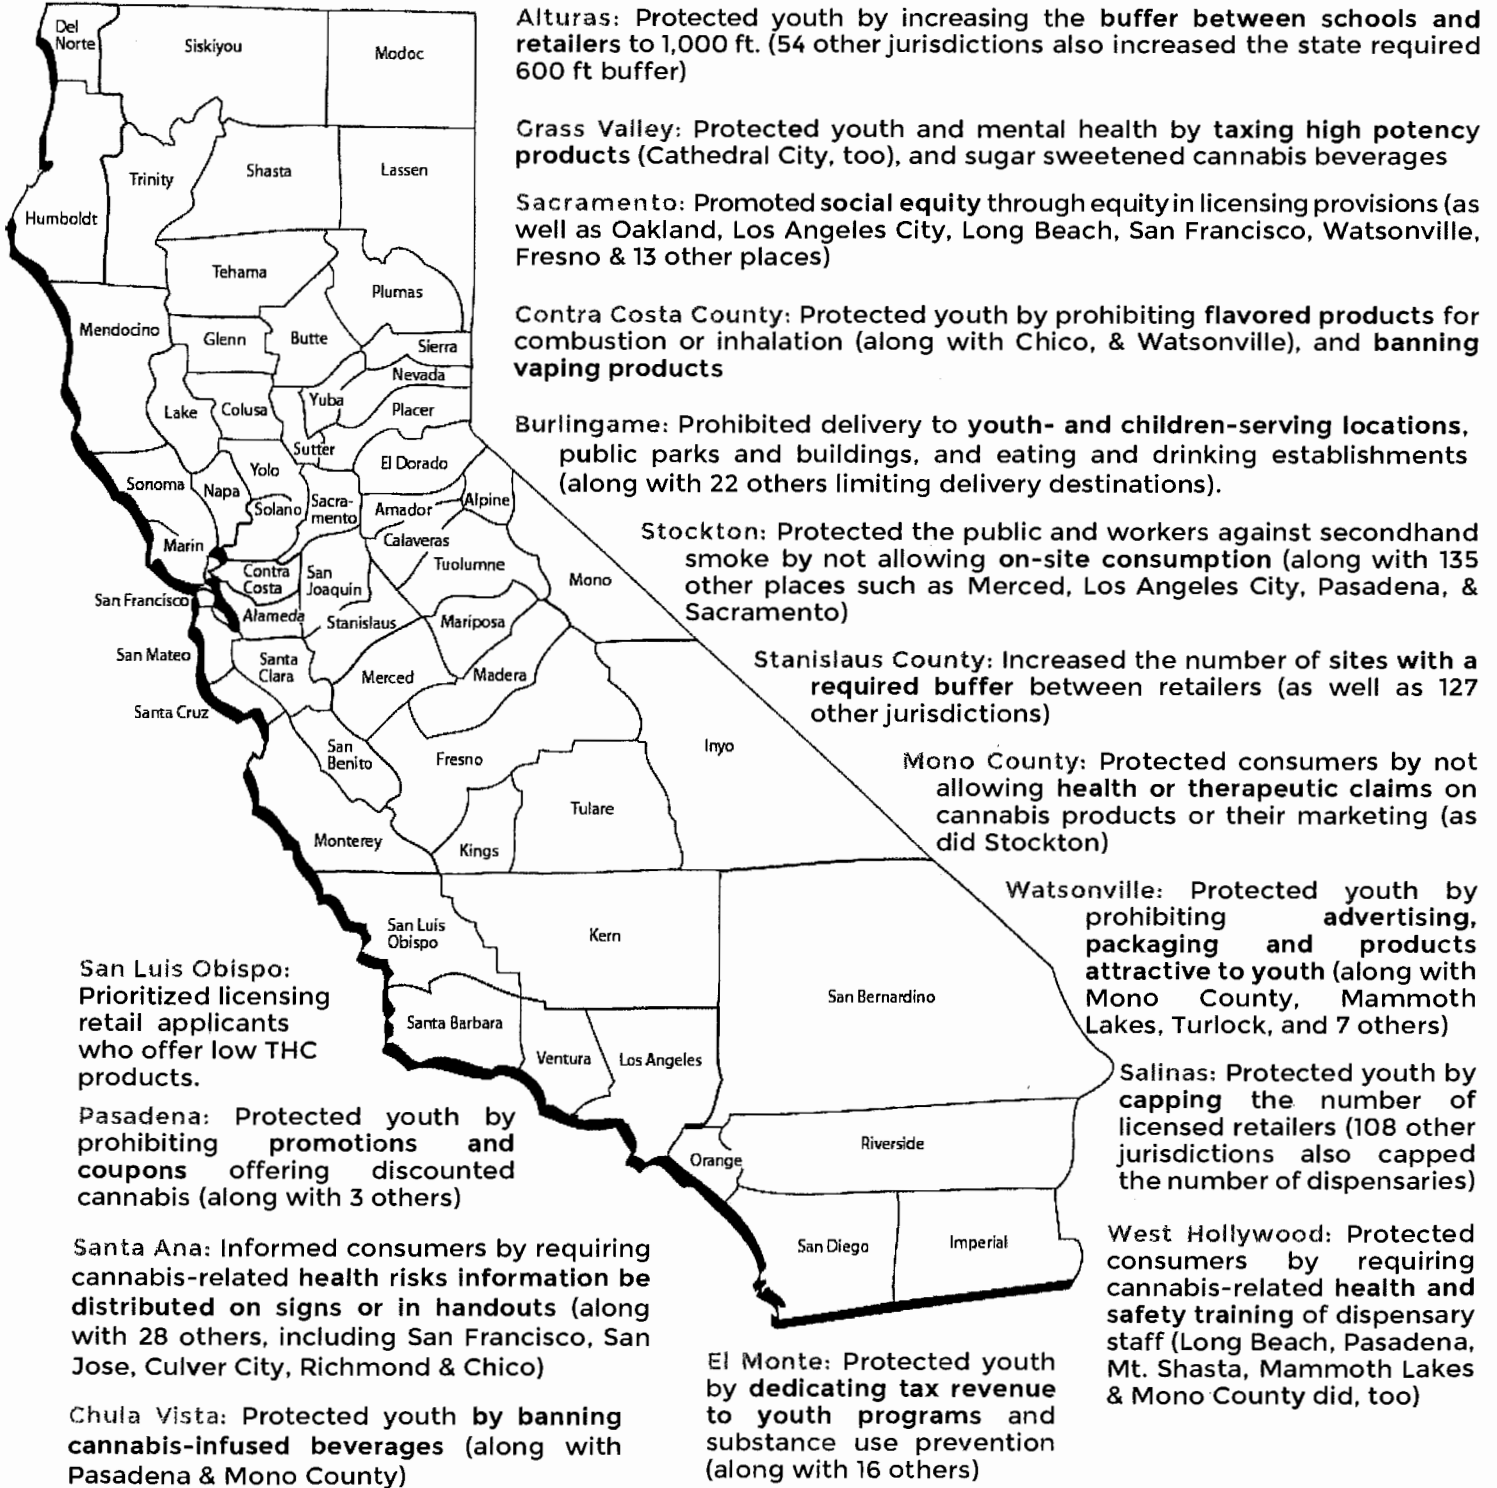 Alturas: Protected youth by increasing the buffer between schools and
retailers to 1,000 ft. (54 other jurisdictions also increased the state required
600 ft buffer)
Grass Valley: Protected youth and mental health by taxing high potency
products (Cathedral City, too), and sugar sweetened cannabis beverages
Sacramento: Promoted social equity through equity in licensing provisions (as
well as Oakland, Los Angeles City, Long Beach, San Francisco, Watsonville,
Fresno & 13 other places)
Contra Costa County: Protected youth by prohibiting flavored products for
combustion or inhalation (along with Chico, & Watsonville), and banning
vaping products
Burlingame: Prohibited delivery to youth- and children-serving locations,
public parks and buildings, and eating and drinking establishments
(along with 22 others limiting delivery destinations).
Stockton: Protected the public and workers against secondhand
smoke by not allowing on-site consumption (along with 135
other places such as Merced, Los Angeles City, Pasadena, &
Sacramento)
Stanislaus County: Increased the number of sites with a
required buffer between retailers (as well as 127
other jurisdictions)
Mono County: Protected consumers by not
allowing health or therapeutic claims on
cannabis products or their marketing (as
did Stockton)
Watsonville: Protected youth by
prohibiting advertising,
packaging and products
attractive to youth (along with
Mono County, Mammoth
Lakes, Turlock, and 7 others)
Salinas: Protected youth by
capping the number of
licensed retailers (108 other
jurisdictions also capped
the number of dispensaries)
West Hollywood: Protected
consumers by requiring
cannabis-related health and
safety training of dispensary
staff (Long Beach, Pasadena,
Mt. Shasta, Mammoth Lakes
& Mono County did, too)
El Monte: Protected youth
by dedicating tax revenue
to youth programs and
substance use prevention
(along with 16 others)
San Luis Obispo:
Prioritized licensing
retail applicants
who offer low THC
products.
Pasadena: Protected youth by
prohibiting promotions and
coupons offering discounted
cannabis (along with 3 others)
Santa Ana: Informed consumers by requiring
cannabis-related health risks information be
distributed on signs or in handouts (along
with 28 others, including San Francisco, San
Jose, Culver City, Richmond & Chico)
Chula Vista: Protected youth by banning
cannabis-infused beverages (along with
Pasadena & Mono County)
Del
Norte
Siskiyou
Modoc
Humboldt
Trinity
Shasta
Lassen
Tehama
Plumas
Mendocino
Glenn
Butte
Sierra
Nevada
Lake
Colusa
Yuba
Placer
Sutter
El Dorado
Sonoma
Napa
Yolo
Solano
Sacra-
mento
Amador
Alpine
Calaveras
Marin
Contra
Costa
San
Joaquin
Tuolumne
Mono
San Francisco
Alameda
Stanislaus
Mariposa
San Mateo
Santa
Clara
Merced
Madera
Santa Cruz
San
Benito
Fresno
Inyo
Tulare
Monterey
Kings
San Luis
Obispo
Kern
San Bernardino
Santa Barbara
Ventura
Los Angeles
Orange
Riverside
San Diego
Imperial